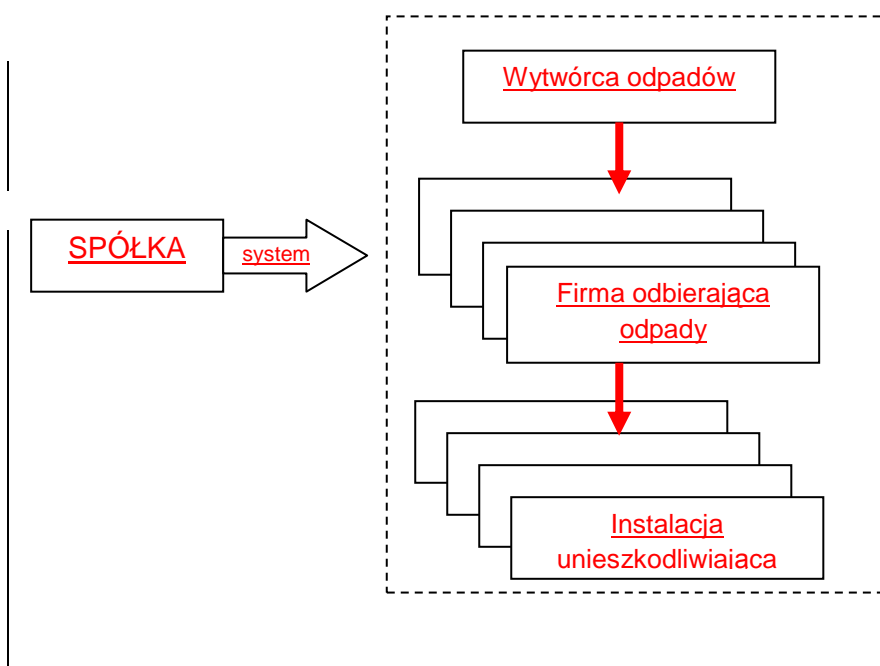 Wytwórca odpadów
SPÓŁKA
system
Firma odbierająca
odpady
Instalacja
unieszkodliwiająca